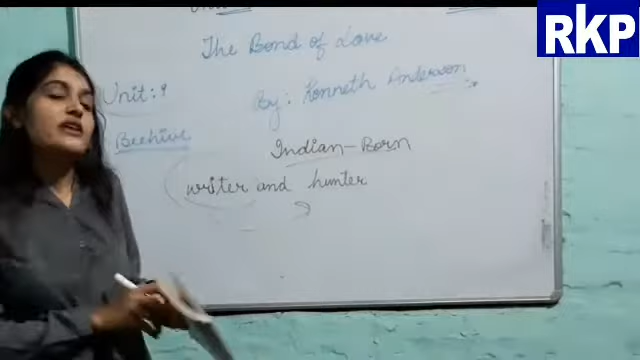 RKP
The Bond of Love
Unit: 9
By: Kenneth Anderson
Beehive
Indian-Born
writer and hunter